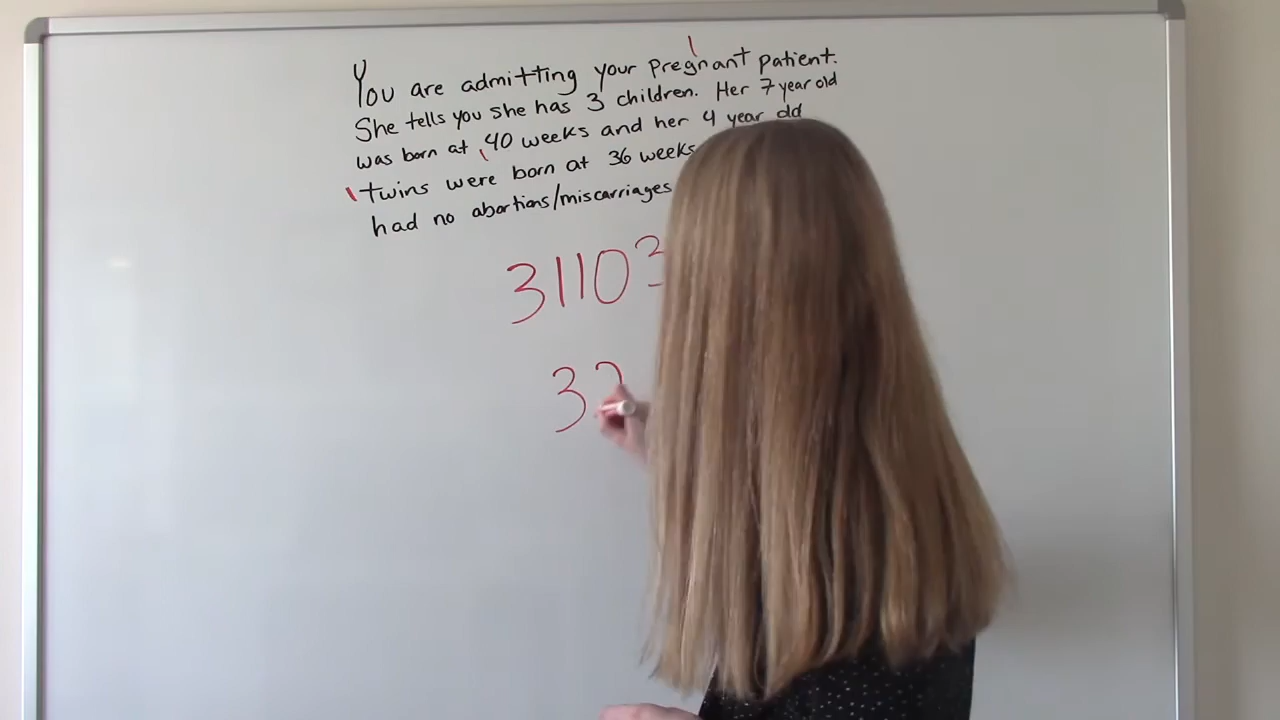 You are admitting your pregnant patient.
She tells you she has 3 children. Her 7 year old
was born at 40 weeks and her 4 year old
twins were born at 36 weeks
had no abortions/miscarriages
31103
32